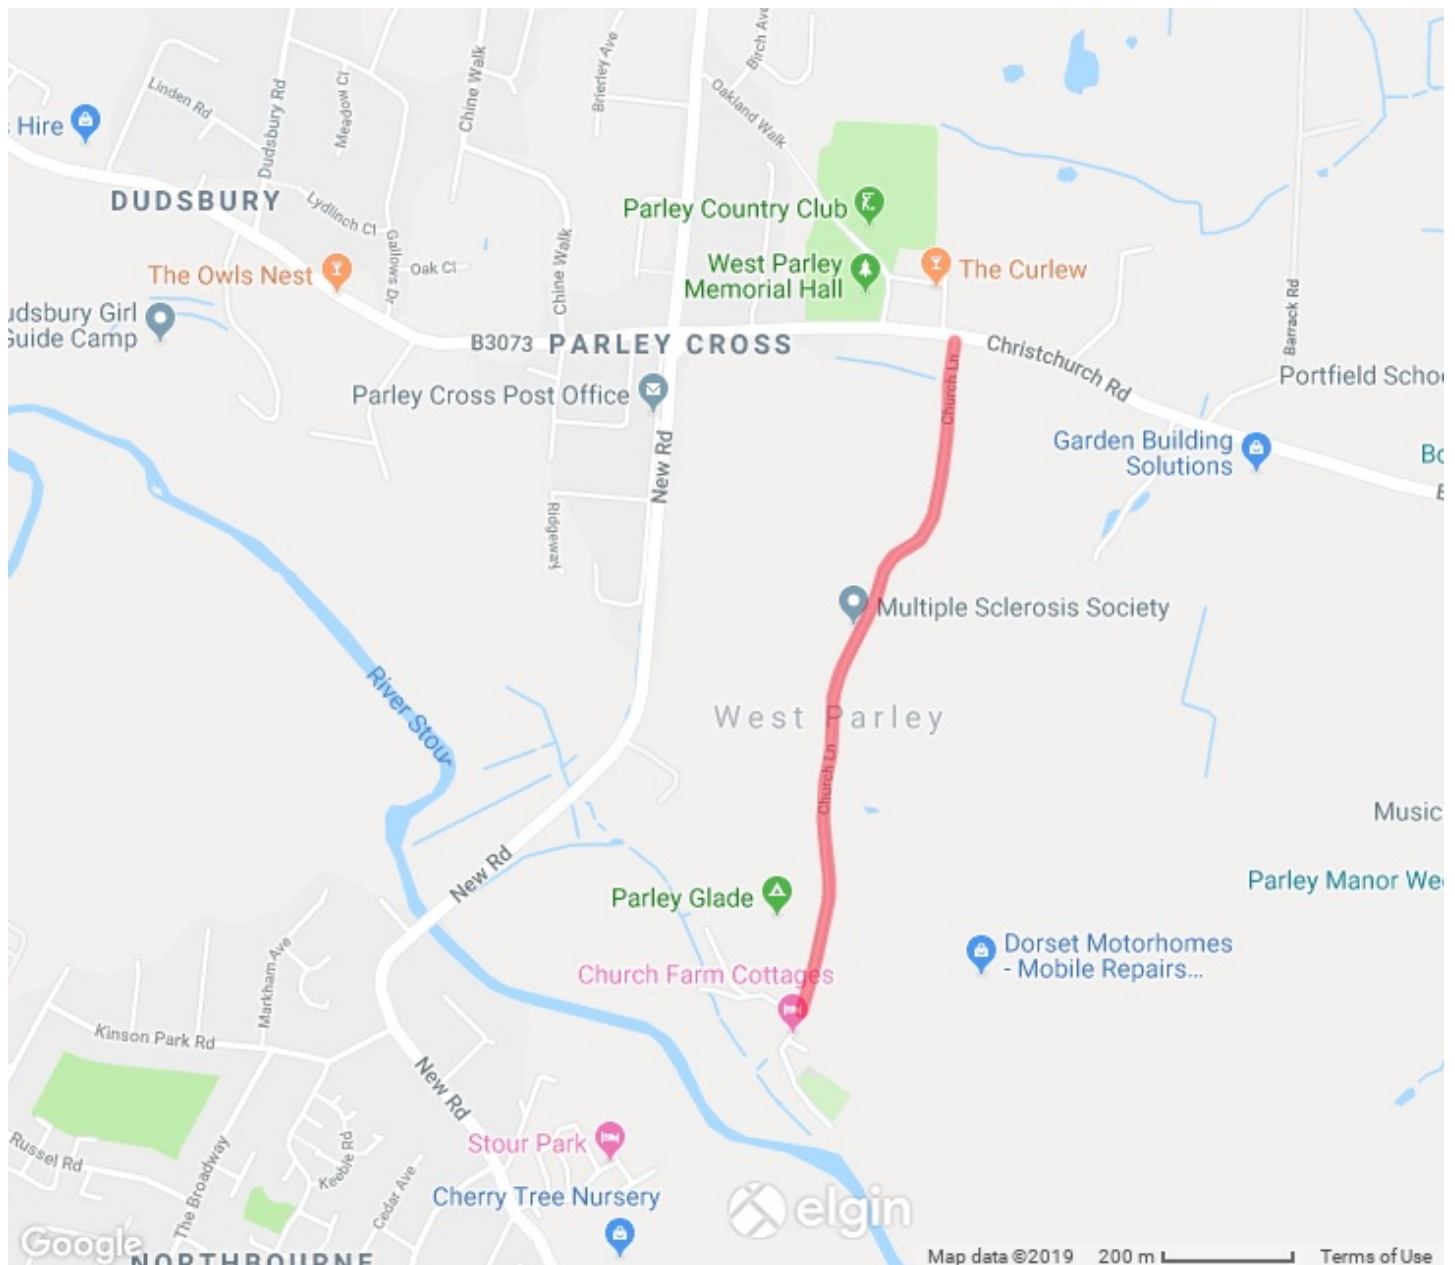 Birch Ave
Brierley Ave
Chine Walk
Linden Rd
Dudsbury Rd
Meadow Cl
Oakland Walk
s Hire
DUDSBURY
Lydlinch Cl
Gallows Dr
Oak Cl
Chine Walk
Parley Country Club
West Parley
Memorial Hall
The Curlew
The Owls Nest
udsbury Girl
Guide Camp
Barrack Rd
B3073
PARLEY CROSS
Christchurch Rd
Church Ln
Portfield Schoo
Parley Cross Post Office
New Rd
Garden Building
Solutions
Bo
Ridgeway
Multiple Sclerosis Society
River Stour
West Parley
Church Ln
Music
New Rd
Parley Glade
Parley Manor Wed
Markham Ave
Church Farm Cottages
Dorset Motorhomes
- Mobile Repairs...
Kinson Park Rd
New Rd
Russel Rd
The Broadway
Keeble Rd
Cedar Ave
Stour Park
Cherry Tree Nursery
elgin
Google
NORTHBOURNE
Map data ©2019
200 m
Terms of Use